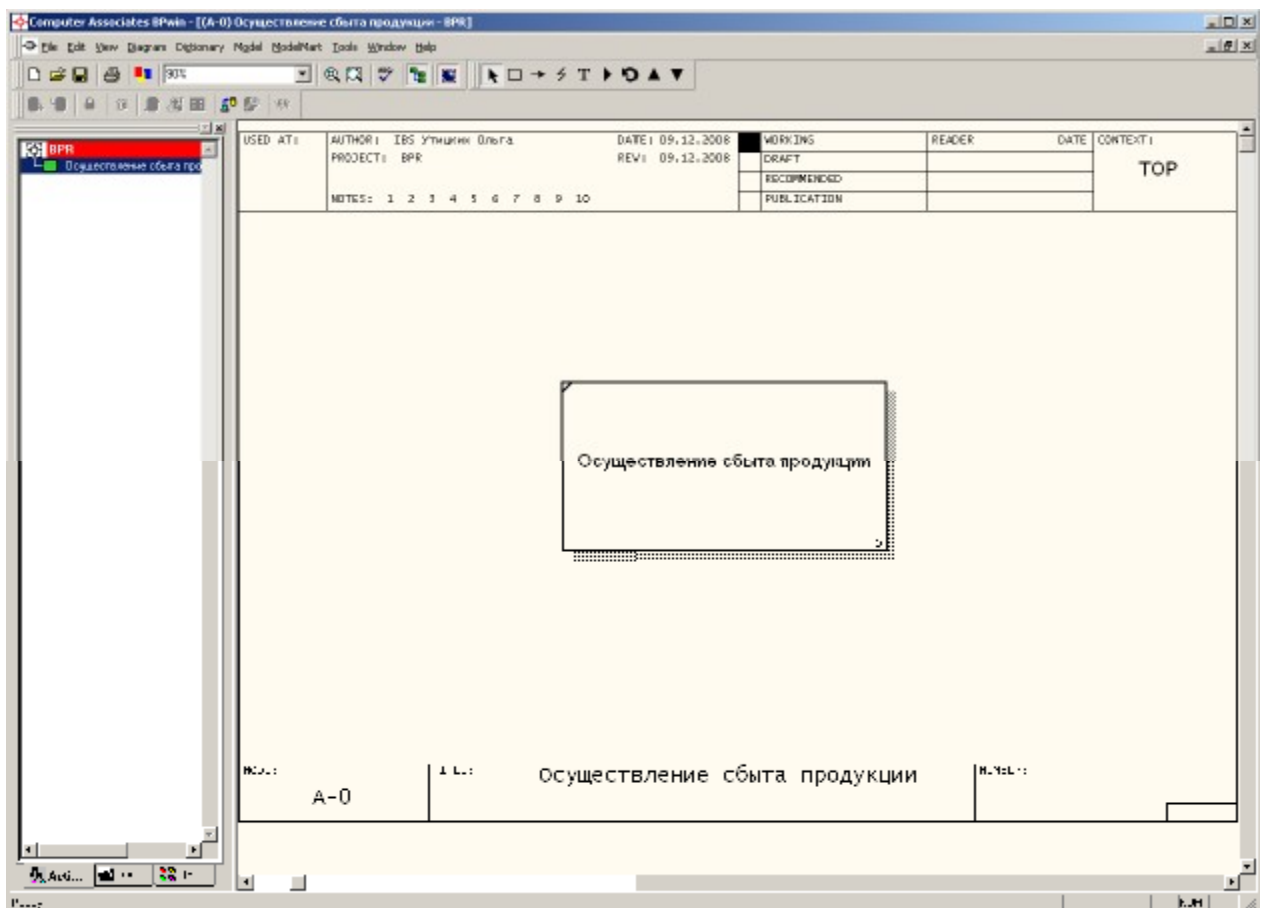 Computer Associates BPwin - [(A-0) Осуществление сбыта продукции - BPR]
File Edit View Diagram Dictionary Model ModelMart Tools Window Help
90%
BPR
Осуществление сбыта про
USED AT: AUTHOR: IBS Утицких Ольга DATE: 09.12.2008 WORKING READER DATE CONTEXT:
PROJECT: BPR REV: 09.12.2008 DRAFT
TOP
RECOMMENDED
NOTES: 1 2 3 4 5 6 7 8 9 10 PUBLICATION
Осуществление сбыта продукции
A-0
Осуществление сбыта продукции
Acti...